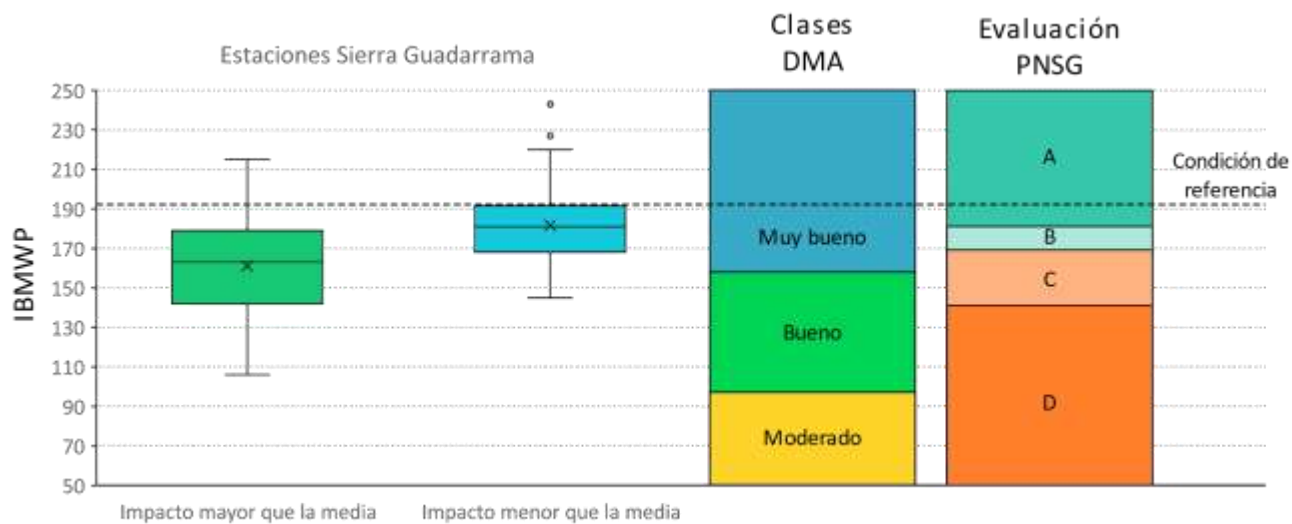 Estaciones Sierra Guadarrama
Clases
DMA
Evaluación
PNSG
IBMWP
250
230
210
190
170
150
130
110
90
70
50
Muy bueno
Bueno
Moderado
A
B
C
D
Condición de
referencia
Impacto mayor que la media
Impacto menor que la media